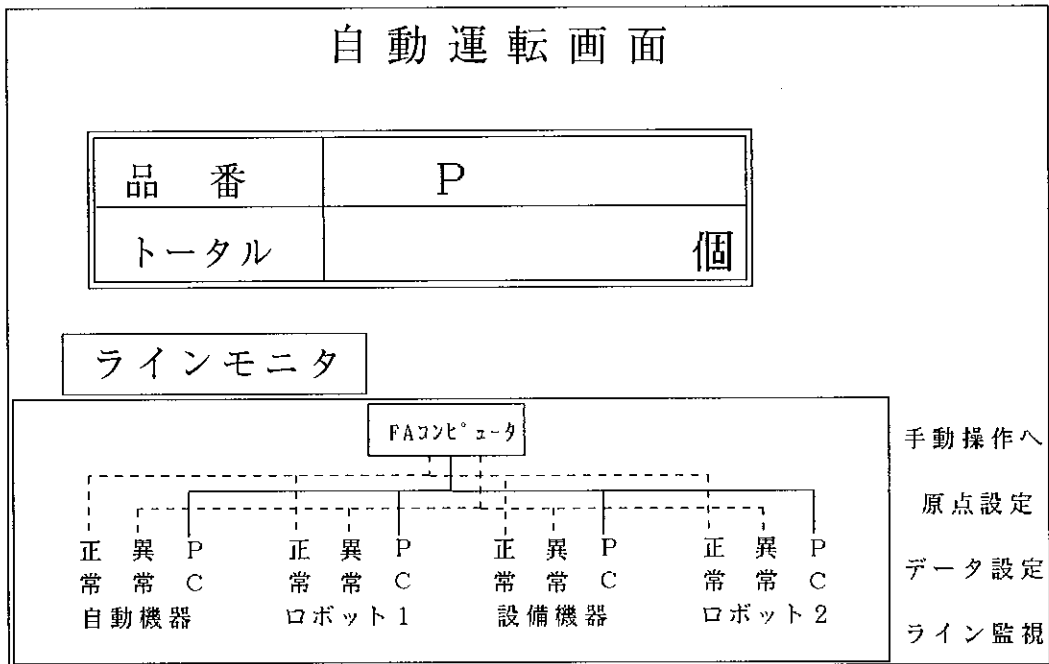 自動運転画面
品番 P
トータル 個
ラインモニタ
FAコンピュータ
正常 異常 PC 正常 異常 PC 正常 異常 PC 正常 異常 PC
自動機器 ロボット1 設備機器 ロボット2
手動操作へ
原点設定
データ設定
ライン監視